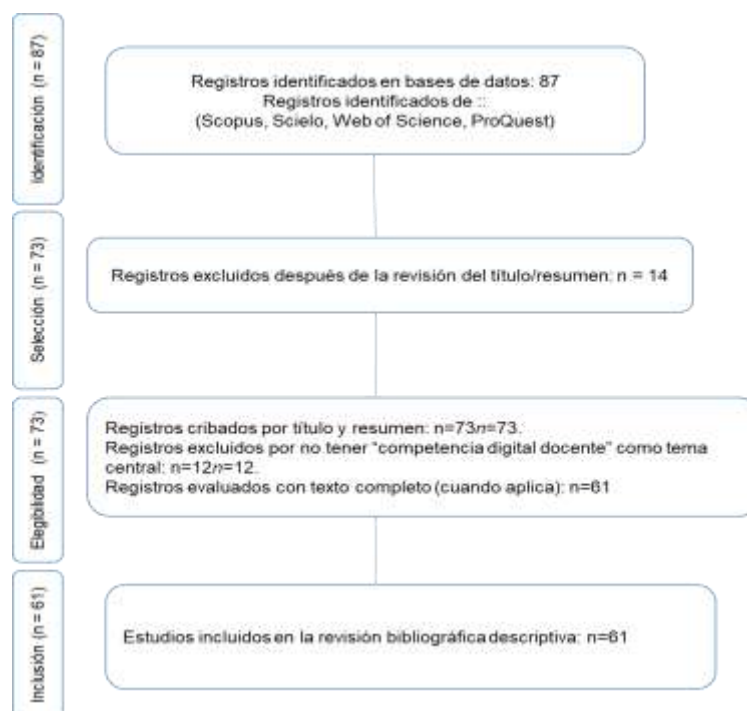 Identificación (n = 87)
Registros identificados en bases de datos: 87
Registros identificados de ::
(Scopus, Scielo, Web of Science, ProQuest)
Selección (n = 73)
Registros excluidos después de la revisión del título/resumen: n = 14
Elegibilidad (n = 73)
Registros cribados por título y resumen: n=73n=73.
Registros excluidos por no tener “competencia digital docente” como tema
central: n=12n=12.
Registros evaluados con texto completo (cuando aplica): n=61
Inclusión (n = 61)
Estudios incluidos en la revisión bibliográfica descriptiva: n=61